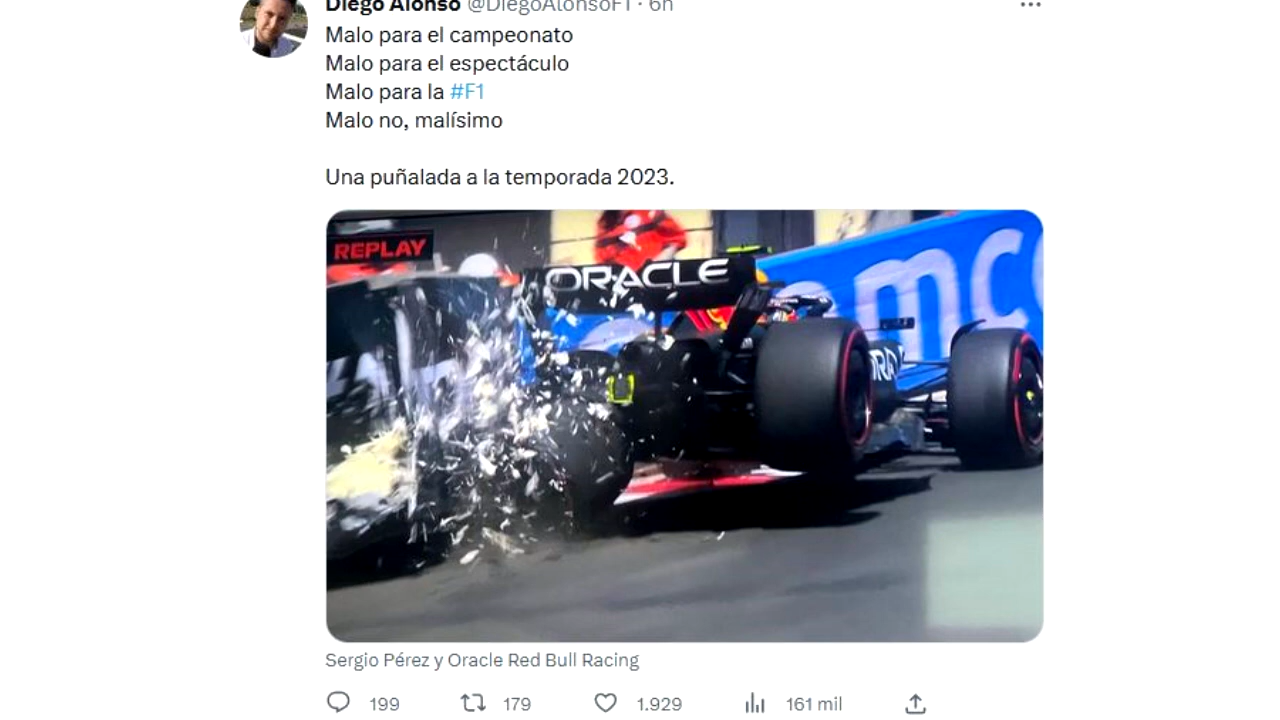 Diego Alonso @DiegoAlonsoF1 · 6h
Malo para el campeonato
Malo para el espectáculo
Malo para la #F1
Malo no, malísimo
Una puñalada a la temporada 2023.
REPLAY
ORACLE
mco
ORA
Sergio Pérez y Oracle Red Bull Racing
199 179 1.929 161 mil